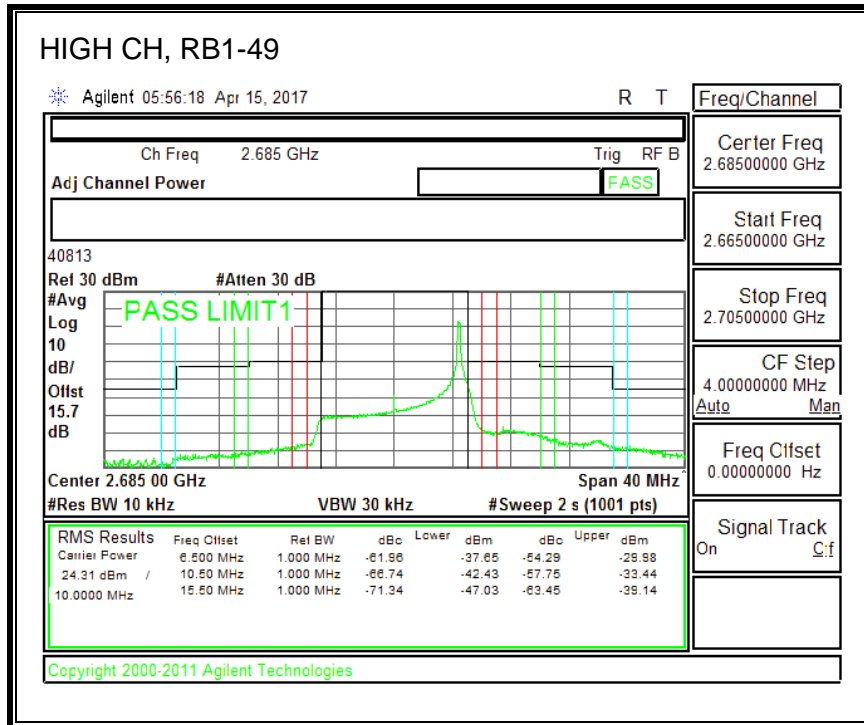 HIGH CH, RB1-49
Agilent 05:56:18 Apr 15, 2017 R T
Ch Freq 2.685 GHz Trig RF B
Adj Channel Power FASS
40813
Ref 30 dBm #Atten 30 dB
#Avg
Log
10
dB/
Offst
15.7
dB
PASS LIMIT1
Center 2.685 00 GHz Span 40 MHz
#Res BW 10 kHz VBW 30 kHz #Sweep 2 s (1001 pts)
RMS Results Freq Offset Ref BW dBc Lower dBm dBc Upper dBm
Carrier Power 6.500 MHz 1.000 MHz -61.96 -37.65 -54.29 -29.98
24.31 dBm / 10.50 MHz 1.000 MHz -66.74 -42.43 -57.75 -33.44
10.0000 MHz 15.50 MHz 1.000 MHz -71.34 -47.03 -63.45 -39.14
Copyright 2000-2011 Agilent Technologies
Freq/Channel
Center Freq
2.68500000 GHz
Start Freq
2.66500000 GHz
Stop Freq
2.70500000 GHz
CF Step
4.00000000 MHz
Auto Man
Freq Offset
0.00000000 Hz
Signal Track
On Off